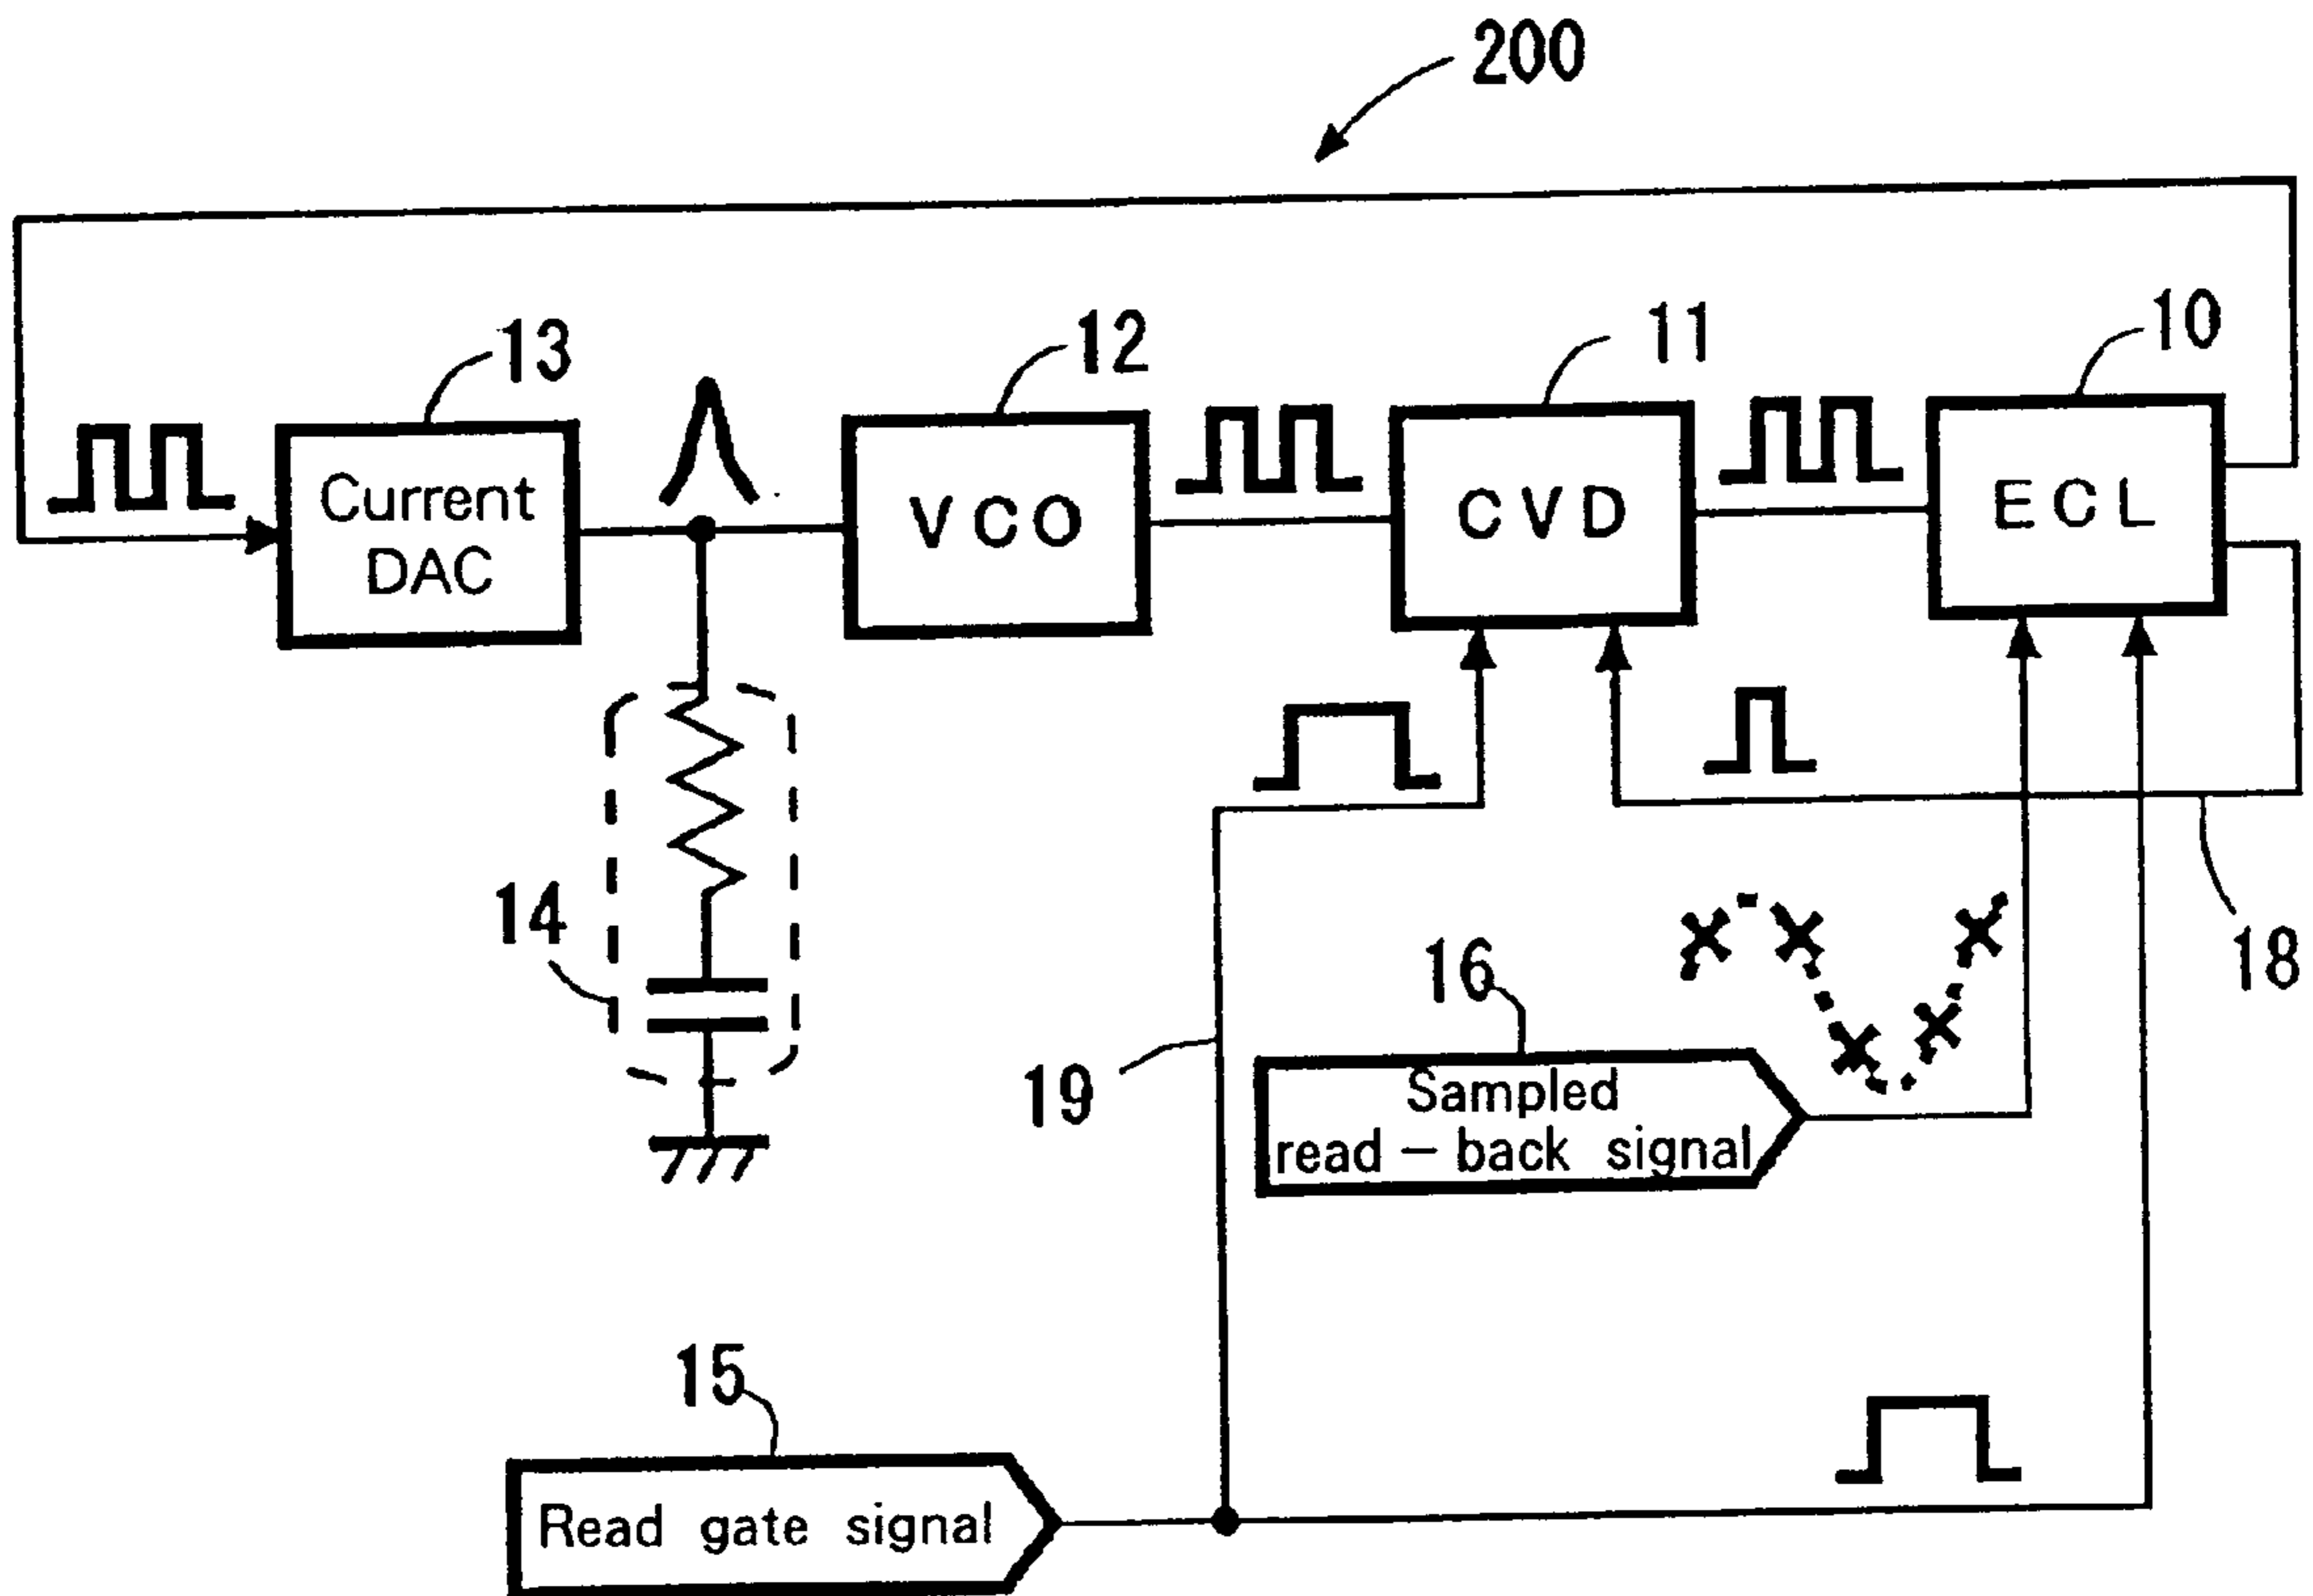 200
13
12
11
10
Current
DAC
VCO
CVD
ECL
14
16
18
19
Sampled
read - back signal
15
Read gate signal